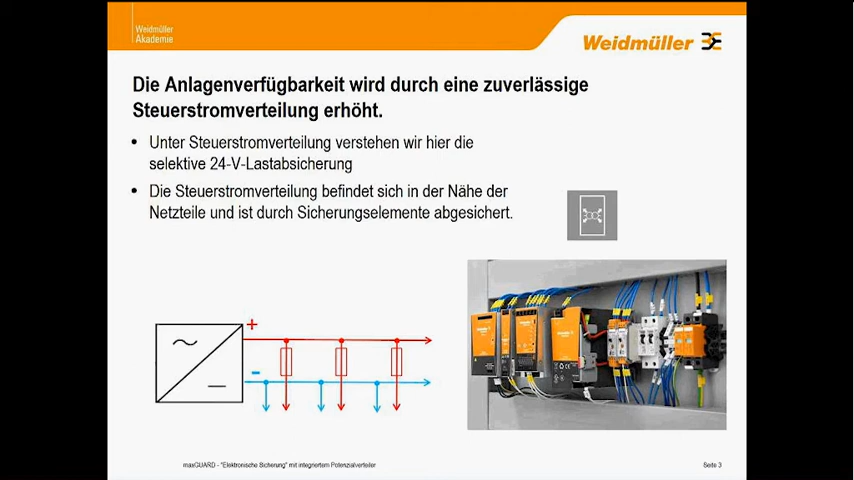 Weidmüller
Akademie
Weidmüller
Die Anlagenverfügbarkeit wird durch eine zuverlässige
Steuerstromverteilung erhöht.
• Unter Steuerstromverteilung verstehen wir hier die
selektive 24-V-Lastabsicherung
• Die Steuerstromverteilung befindet sich in der Nähe der
Netzteile und ist durch Sicherungselemente abgesichert.
+
-
maxGUARD - "Elektronische Sicherung" mit integriertem Potenzialverteiler
Seite 3